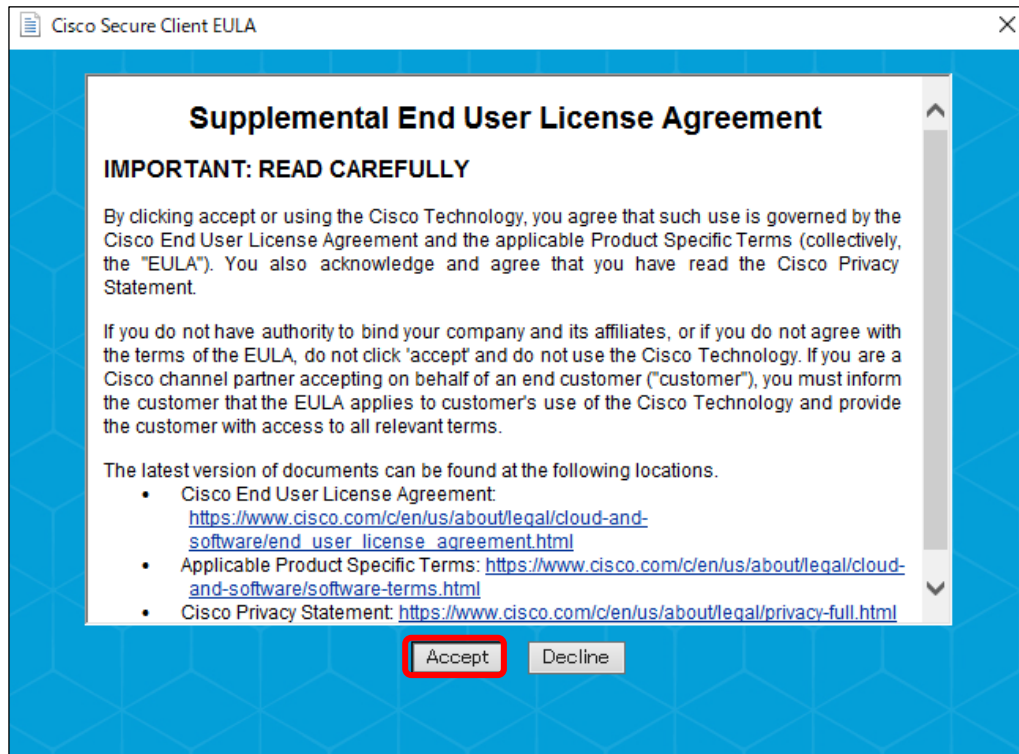 Cisco Secure Client EULA
Supplemental End User License Agreement
IMPORTANT: READ CAREFULLY
By clicking accept or using the Cisco Technology, you agree that such use is governed by the
Cisco End User License Agreement and the applicable Product Specific Terms (collectively,
the "EULA"). You also acknowledge and agree that you have read the Cisco Privacy
Statement.
If you do not have authority to bind your company and its affiliates, or if you do not agree with
the terms of the EULA, do not click 'accept' and do not use the Cisco Technology. If you are a
Cisco channel partner accepting on behalf of an end customer ("customer"), you must inform
the customer that the EULA applies to customer's use of the Cisco Technology and provide
the customer with access to all relevant terms.
The latest version of documents can be found at the following locations.
• Cisco End User License Agreement:
https://www.cisco.com/c/en/us/about/legal/cloud-and-
software/end_user_license_agreement.html
• Applicable Product Specific Terms: https://www.cisco.com/c/en/us/about/legal/cloud-
and-software/software-terms.html
• Cisco Privacy Statement: https://www.cisco.com/c/en/us/about/legal/privacy-full.html
Accept Decline